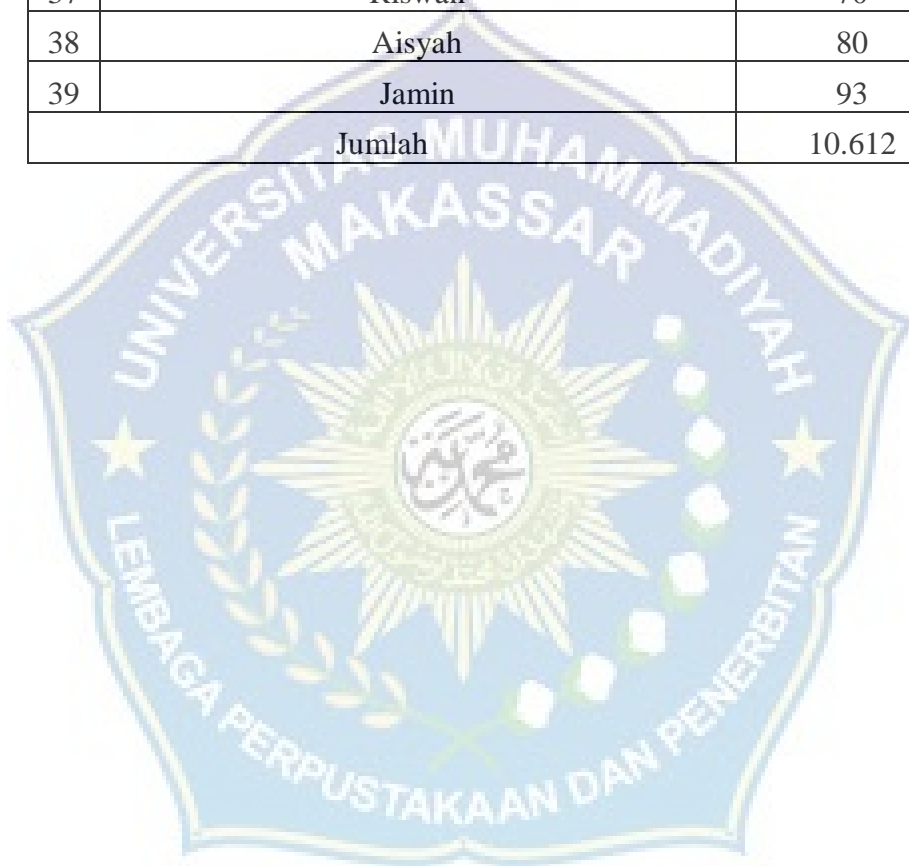 38 Aisyah 80
39 Jamin 93
Jumlah 10.612
UNIVERSITAS MUHAMMADIYAH
MAKASSAR
LEMBAGA PERPUSTAKAAN DAN PENERBITAN